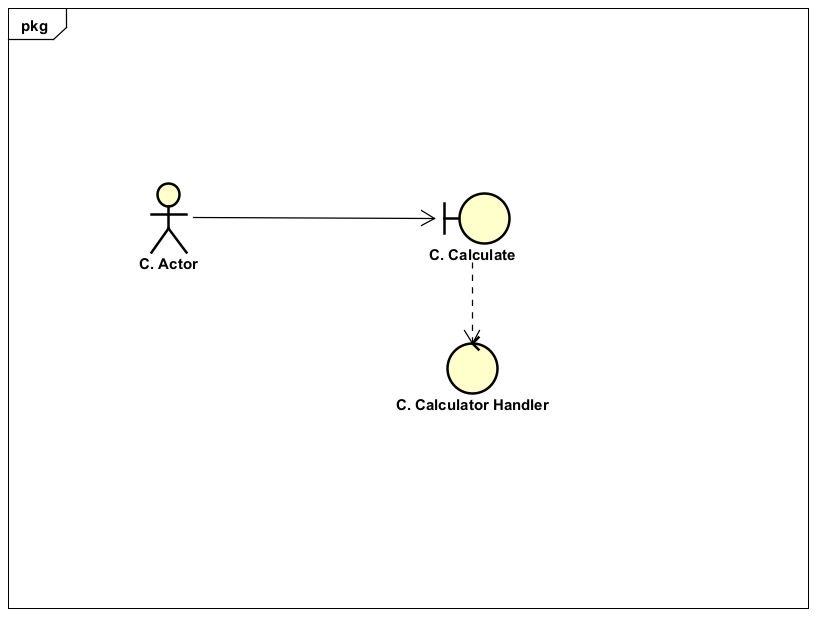 pkg
C. Actor
C. Calculate
C. Calculator Handler